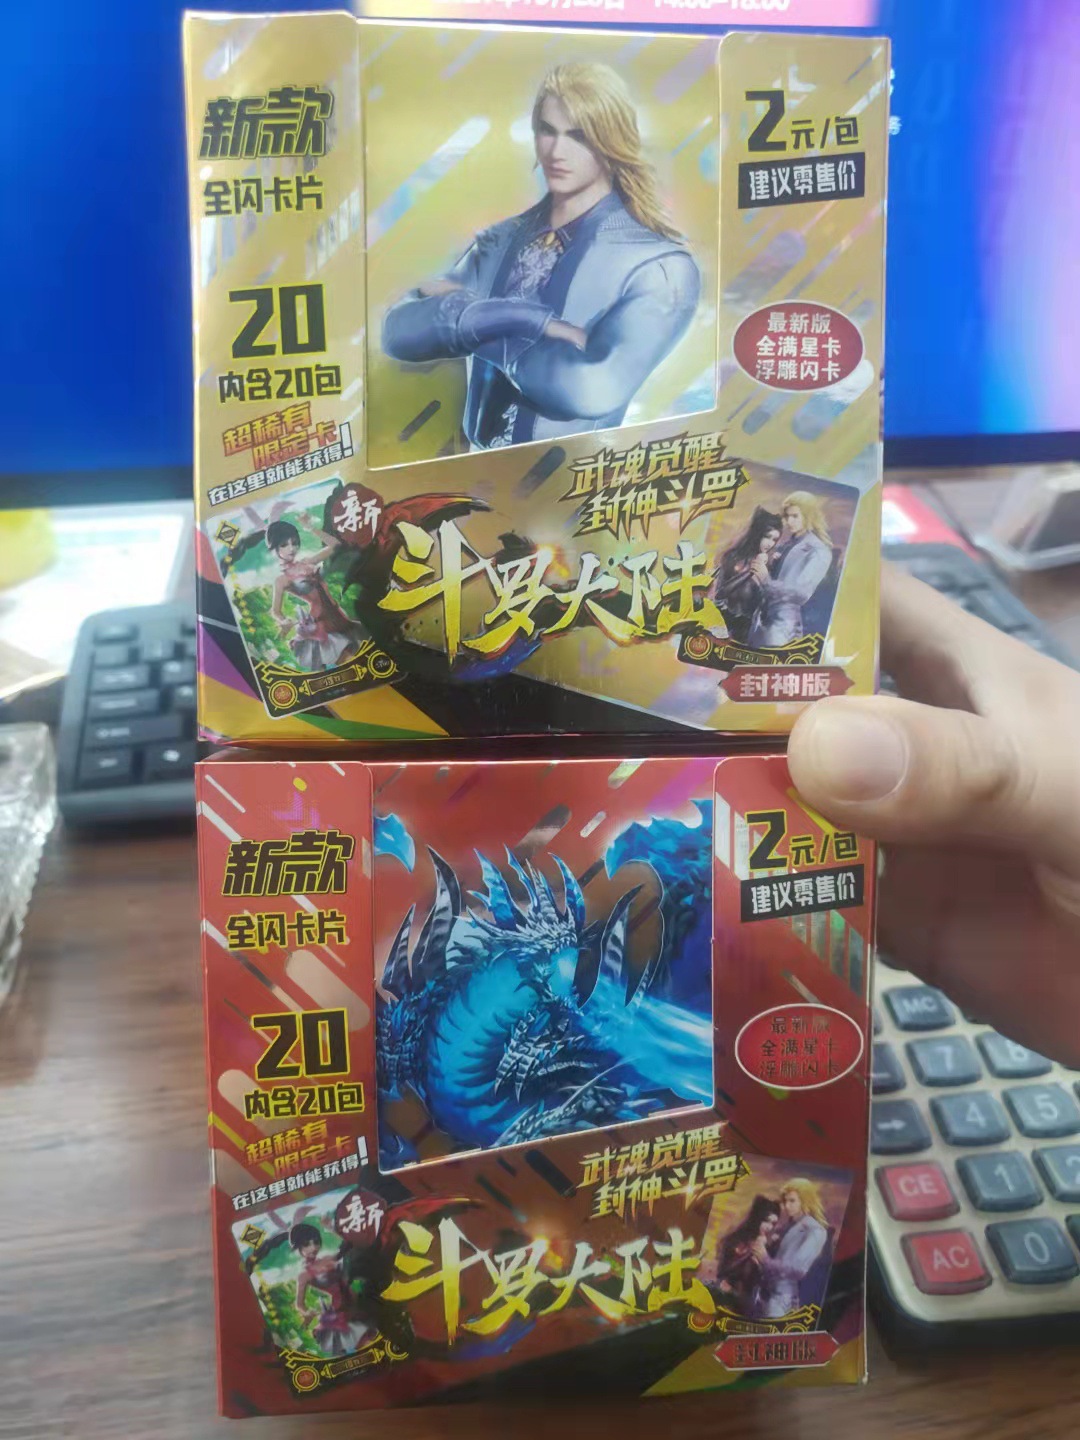 新款
全闪卡片
2元/包
建议零售价
20
内含20包
最新版
全满星卡
浮雕闪卡
超稀有
限定卡
在这里就能获得!
武魂觉醒
封神斗罗
新
斗罗大陆
封神版
新款
全闪卡片
2元/包
建议零售价
20
内含20包
最新版
全满星卡
浮雕闪卡
超稀有
限定卡
在这里就能获得!
武魂觉醒
封神斗罗
新
斗罗大陆
封神版
MC
7
8
4
5
CE
1
2
AC
0